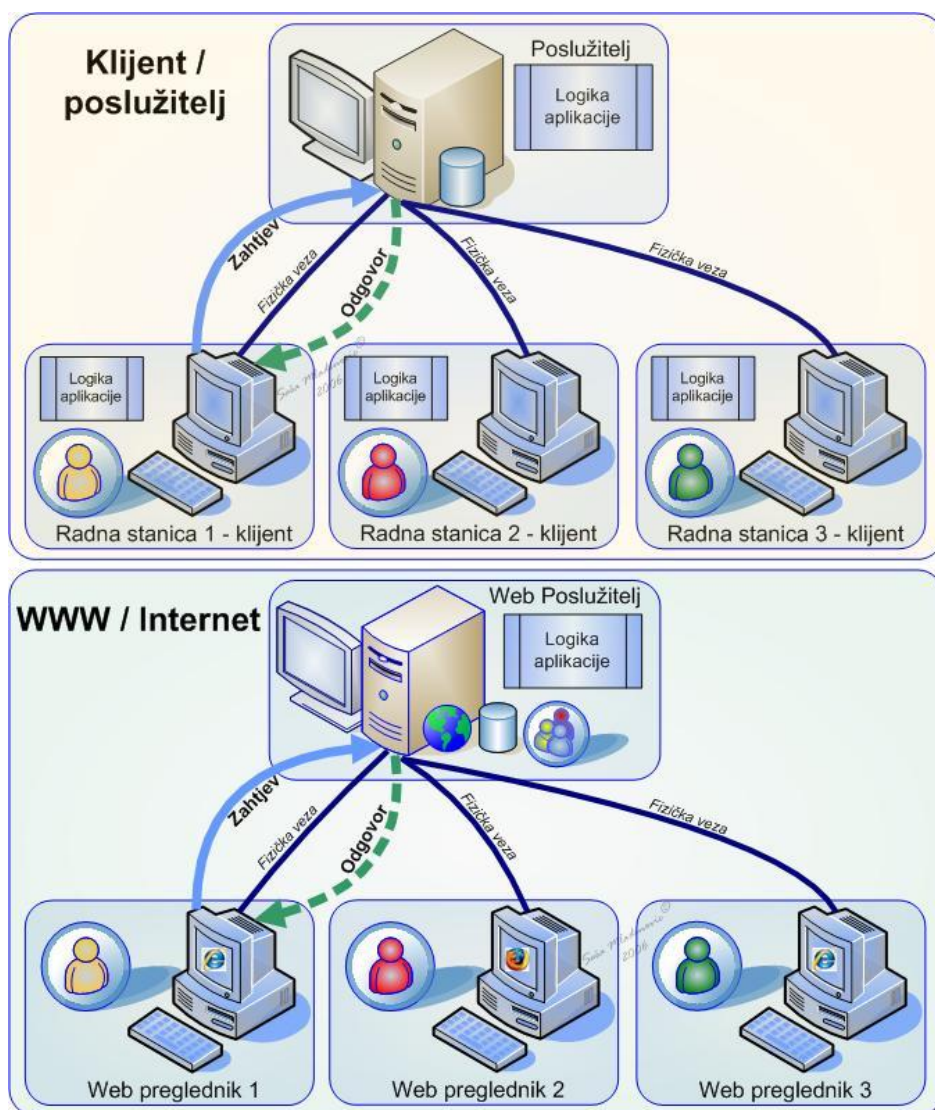 Klijent /
poslužitelj
Poslužitelj
Logika
aplikacije
Zahtjev
Fizička veza
Odgovor
Fizička veza
Fizička veza
Logika
aplikacije
Logika
aplikacije
Logika
aplikacije
Radna stanica 1 - klijent
Radna stanica 2 - klijent
Radna stanica 3 - klijent
WWW / Internet
Web Poslužitelj
Logika
aplikacije
Zahtjev
Fizička veza
Odgovor
Fizička veza
Fizička veza
Web preglednik 1
Web preglednik 2
Web preglednik 3
©
2006
©
2006